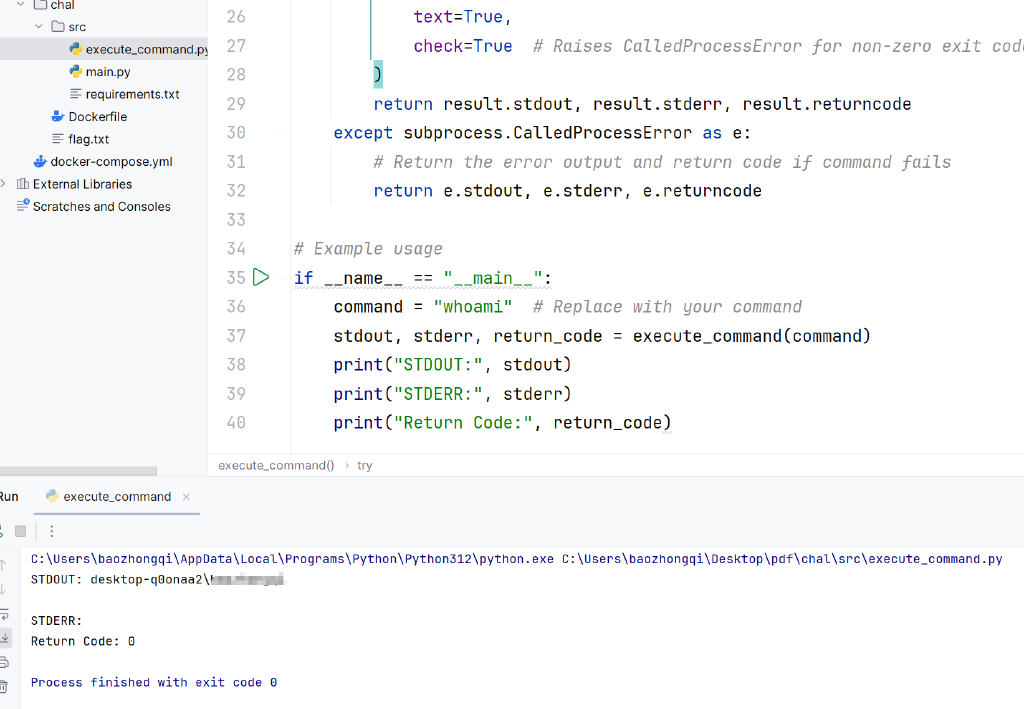 chal
src
execute_command.py
main.py
requirements.txt
Dockerfile
flag.txt
docker-compose.yml
External Libraries
Scratches and Consoles
26 text=True,
27 check=True # Raises CalledProcessError for non-zero exit code
28 )
29 return result.stdout, result.stderr, result.returncode
30 except subprocess.CalledProcessError as e:
31 # Return the error output and return code if command fails
32 return e.stdout, e.stderr, e.returncode
33
34 # Example usage
35 if __name__ == "__main__":
36 command = "whoami" # Replace with your command
37 stdout, stderr, return_code = execute_command(command)
38 print("STDOUT:", stdout)
39 print("STDERR:", stderr)
40 print("Return Code:", return_code)
execute_command() › try
Run execute_command ×
C:\Users\baozhongqi\AppData\Local\Programs\Python\Python312\python.exe C:\Users\baozhongqi\Desktop\pdf\chal\src\execute_command.py
STDOUT: desktop-q0onaa2\
STDERR:
Return Code: 0
Process finished with exit code 0